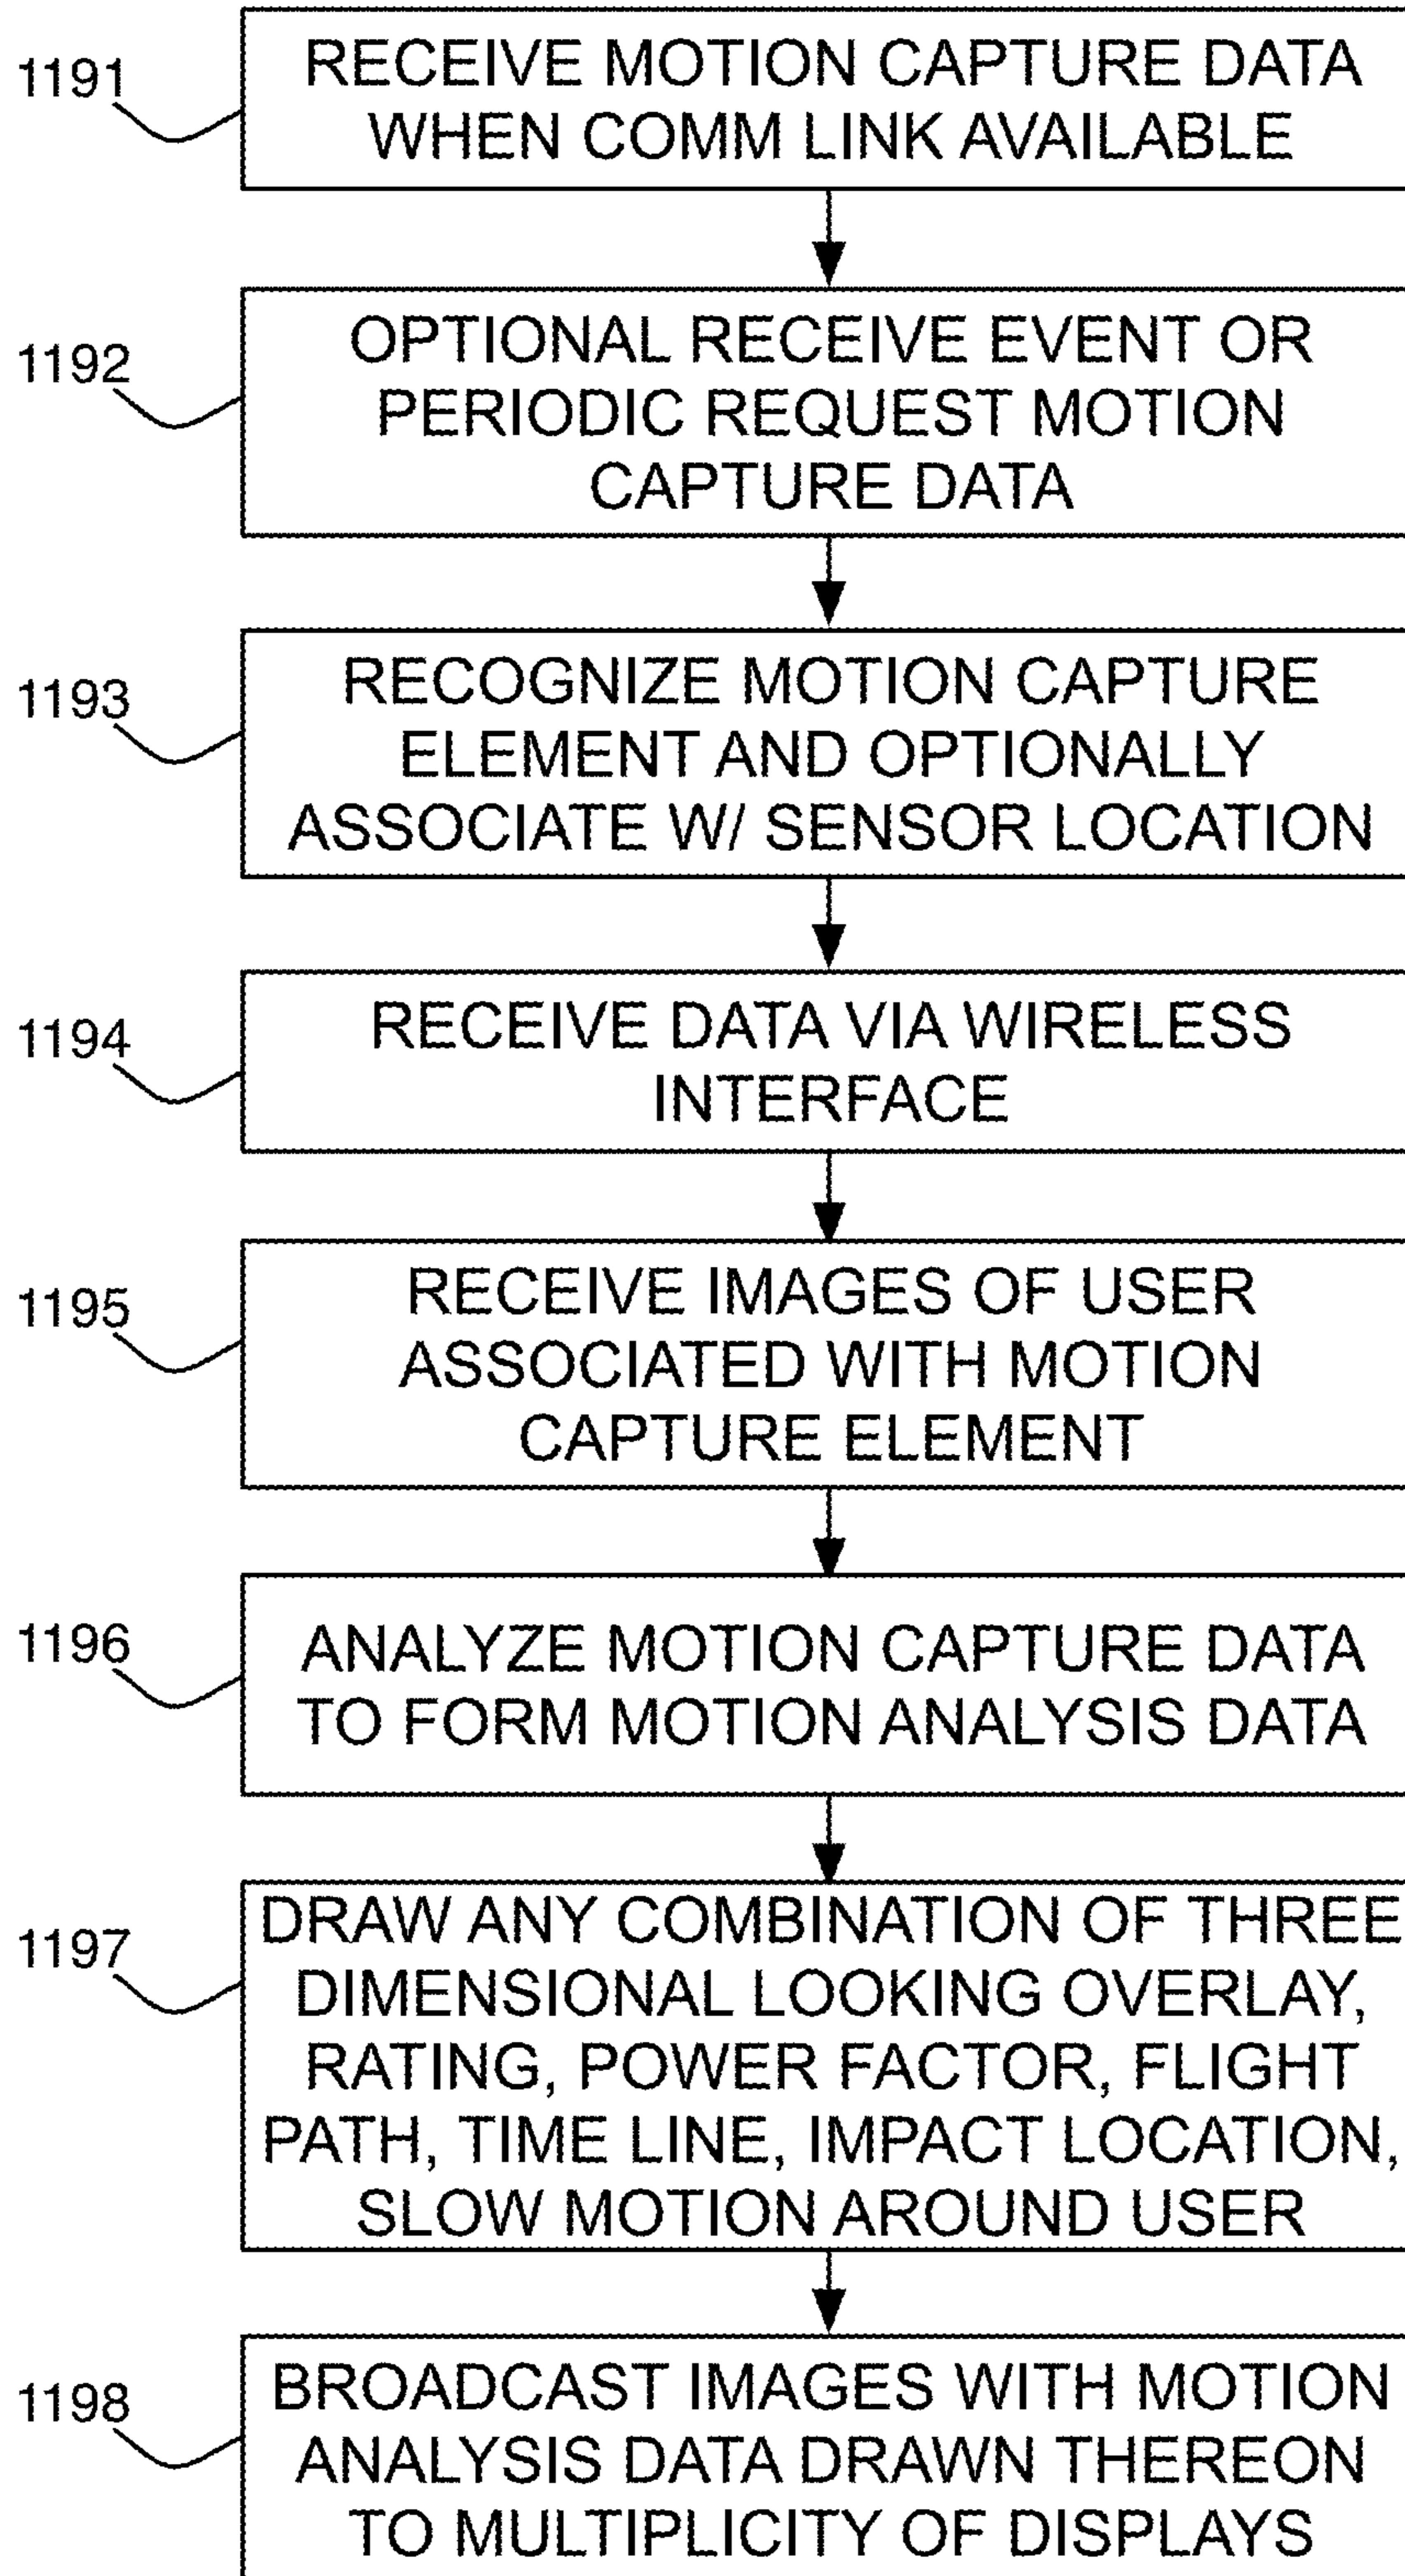 1191
RECEIVE MOTION CAPTURE DATA
WHEN COMM LINK AVAILABLE
1192
OPTIONAL RECEIVE EVENT OR
PERIODIC REQUEST MOTION
CAPTURE DATA
1193
RECOGNIZE MOTION CAPTURE
ELEMENT AND OPTIONALLY
ASSOCIATE W/ SENSOR LOCATION
1194
RECEIVE DATA VIA WIRELESS
INTERFACE
1195
RECEIVE IMAGES OF USER
ASSOCIATED WITH MOTION
CAPTURE ELEMENT
1196
ANALYZE MOTION CAPTURE DATA
TO FORM MOTION ANALYSIS DATA
1197
DRAW ANY COMBINATION OF THREE
DIMENSIONAL LOOKING OVERLAY,
RATING, POWER FACTOR, FLIGHT
PATH, TIME LINE, IMPACT LOCATION,
SLOW MOTION AROUND USER
1198
BROADCAST IMAGES WITH MOTION
ANALYSIS DATA DRAWN THEREON
TO MULTIPLICITY OF DISPLAYS